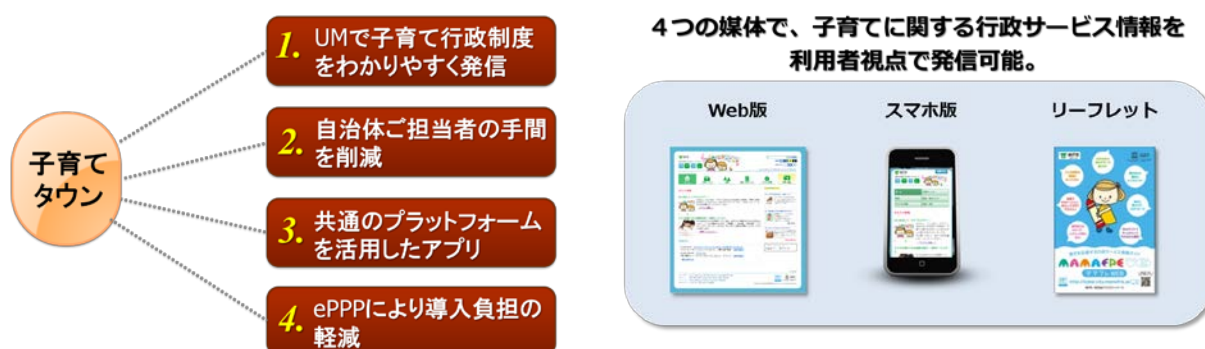 子育て
タウン
1. UMで子育て行政制度
をわかりやすく発信
2. 自治体ご担当者の手間
を削減
3. 共通のプラットフォーム
を活用したアプリ
4. ePPPにより導入負担の
軽減
４つの媒体で、子育てに関する行政サービス情報を
利用者視点で発信可能。
Web版
スマホ版
リーフレット